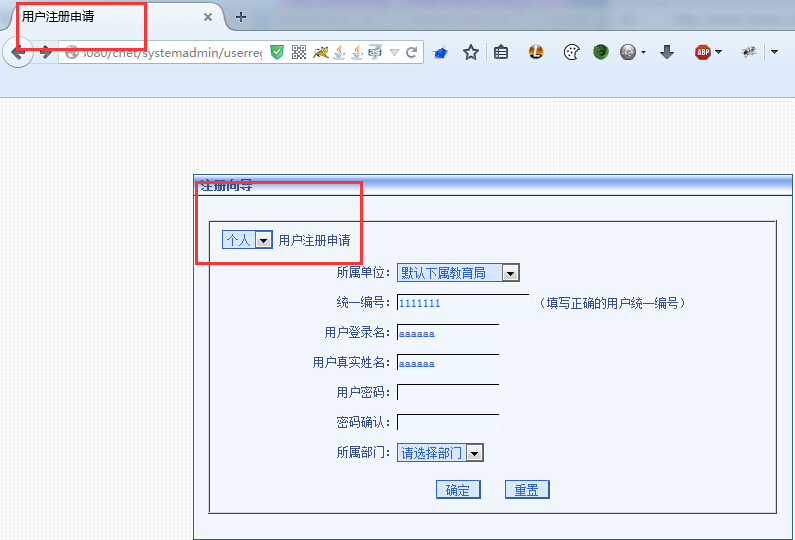 用户注册申请
8080/cnet/systemadmin/userreg
ABP
注册向导
个人 用户注册申请
所属单位: 默认下属教育局
统一编号: 1111111 (填写正确的用户统一编号)
用户登录名: aaaaaa
用户真实姓名: aaaaaa
用户密码:
密码确认:
所属部门: 请选择部门
确定 重置